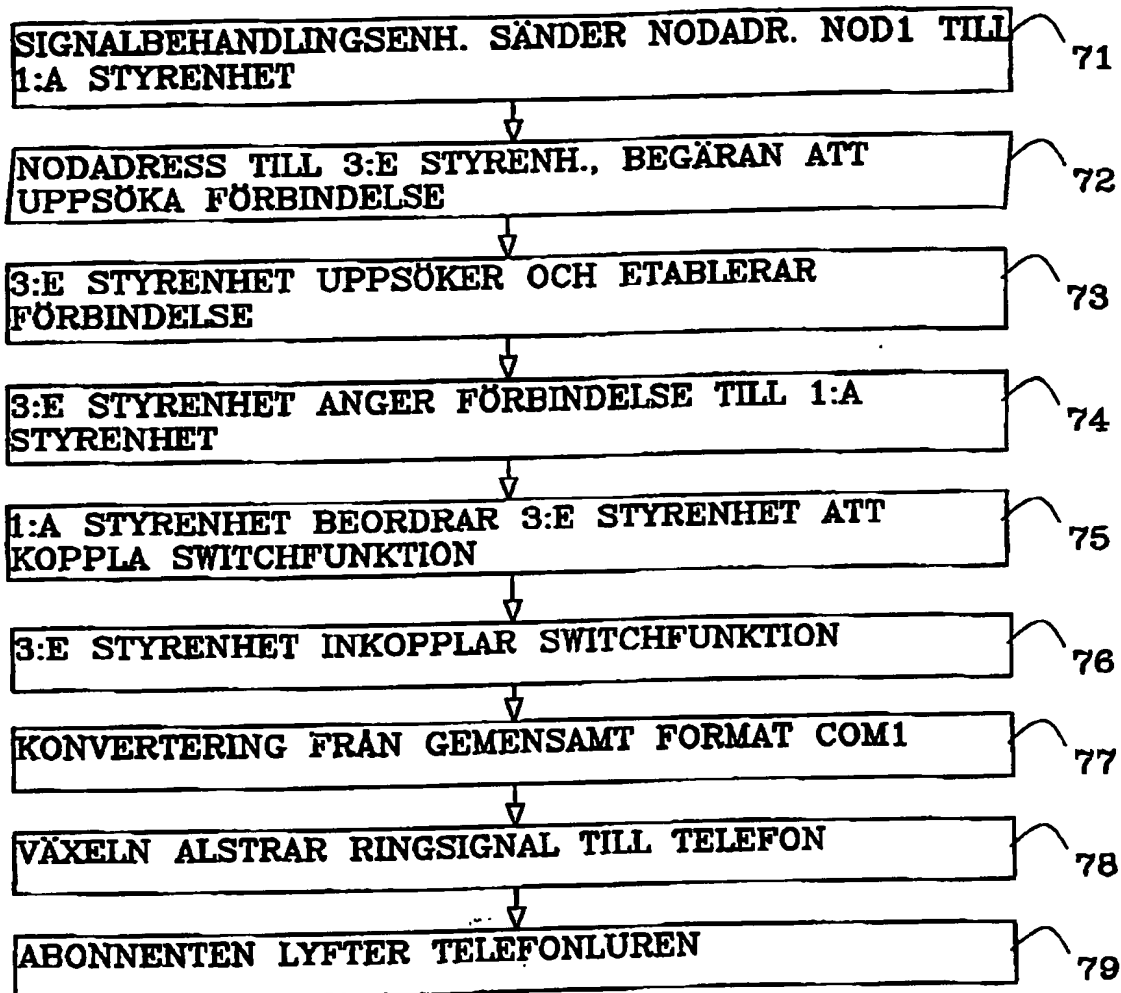 SIGNALBEHANDLINGSENH. SÄNDER NODADR. NOD1 TILL
1:A STYRENHET
71
NODADRESS TILL 3:E STYRENH., BEGÄRAN ATT
UPPSÖKA FÖRBINDELSE
72
3:E STYRENHET UPPSÖKER OCH ETABLERAR
FÖRBINDELSE
73
3:E STYRENHET ANGER FÖRBINDELSE TILL 1:A
STYRENHET
74
1:A STYRENHET BEORDRAR 3:E STYRENHET ATT
KOPPLA SWITCHFUNKTION
75
3:E STYRENHET INKOPPLAR SWITCHFUNKTION
76
KONVERTERING FRÅN GEMENSAMT FORMAT COM1
77
VÄXELN ALSTRAR RINGSIGNAL TILL TELEFON
78
ABONNENTEN LYFTER TELEFONLUREN
79